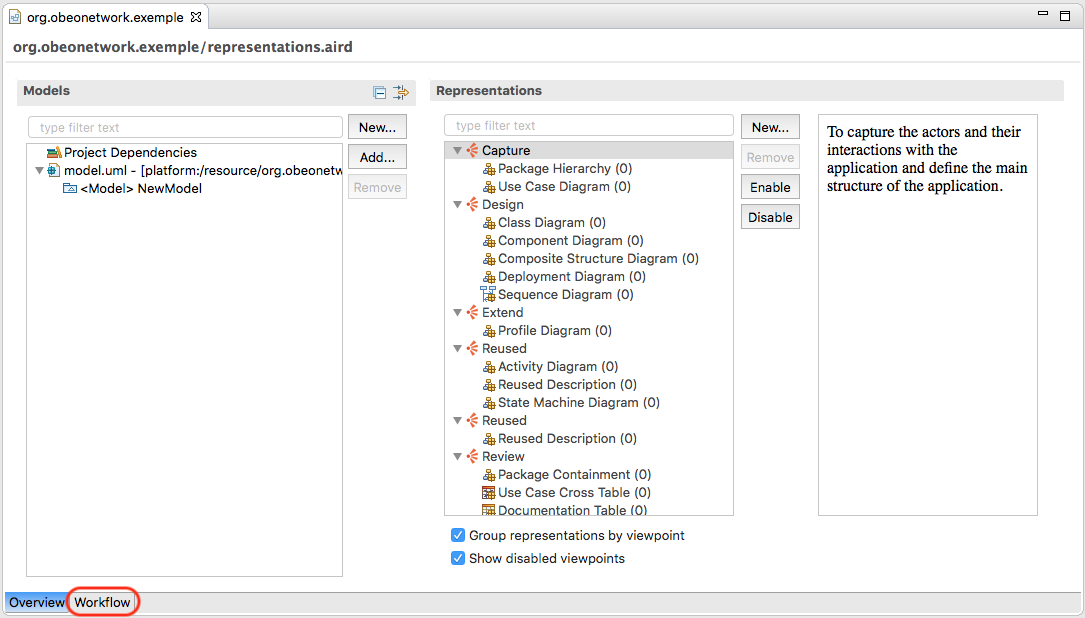 org.obeonetwork.exemple
org.obeonetwork.exemple/representations.aird
Models
type filter text
New...
Add...
Remove
Project Dependencies
model.uml - [platform:/resource/org.obeonetw
<Model> NewModel
Representations
type filter text
New...
Remove
Enable
Disable
Capture
Package Hierarchy (0)
Use Case Diagram (0)
Design
Class Diagram (0)
Component Diagram (0)
Composite Structure Diagram (0)
Deployment Diagram (0)
Sequence Diagram (0)
Extend
Profile Diagram (0)
Reused
Activity Diagram (0)
Reused Description (0)
State Machine Diagram (0)
Reused
Reused Description (0)
Review
Package Containment (0)
Use Case Cross Table (0)
Documentation Table (0)
To capture the actors and their
interactions with the
application and define the main
structure of the application.
Group representations by viewpoint
Show disabled viewpoints
Overview
Workflow